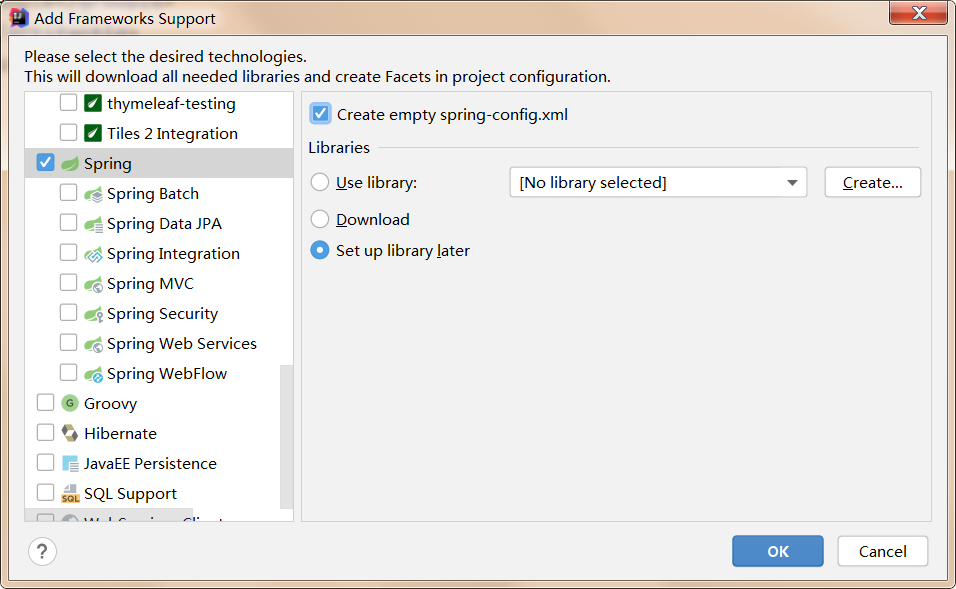 Add Frameworks Support
Please select the desired technologies.
This will download all needed libraries and create Facets in project configuration.
thymeleaf-testing
Tiles 2 Integration
Spring
Spring Batch
Spring Data JPA
Spring Integration
Spring MVC
Spring Security
Spring Web Services
Spring WebFlow
G Groovy
Hibernate
JavaEE Persistence
SQL SQL Support
Create empty spring-config.xml
Libraries
Use library: [No library selected] Create...
Download
Set up library later
? OK Cancel